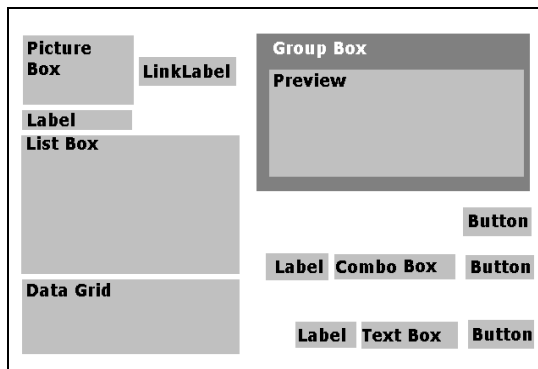 Picture
Box
LinkLabel
Label
List Box
Data Grid
Group Box
Preview
Button
Label Combo Box Button
Label Text Box Button